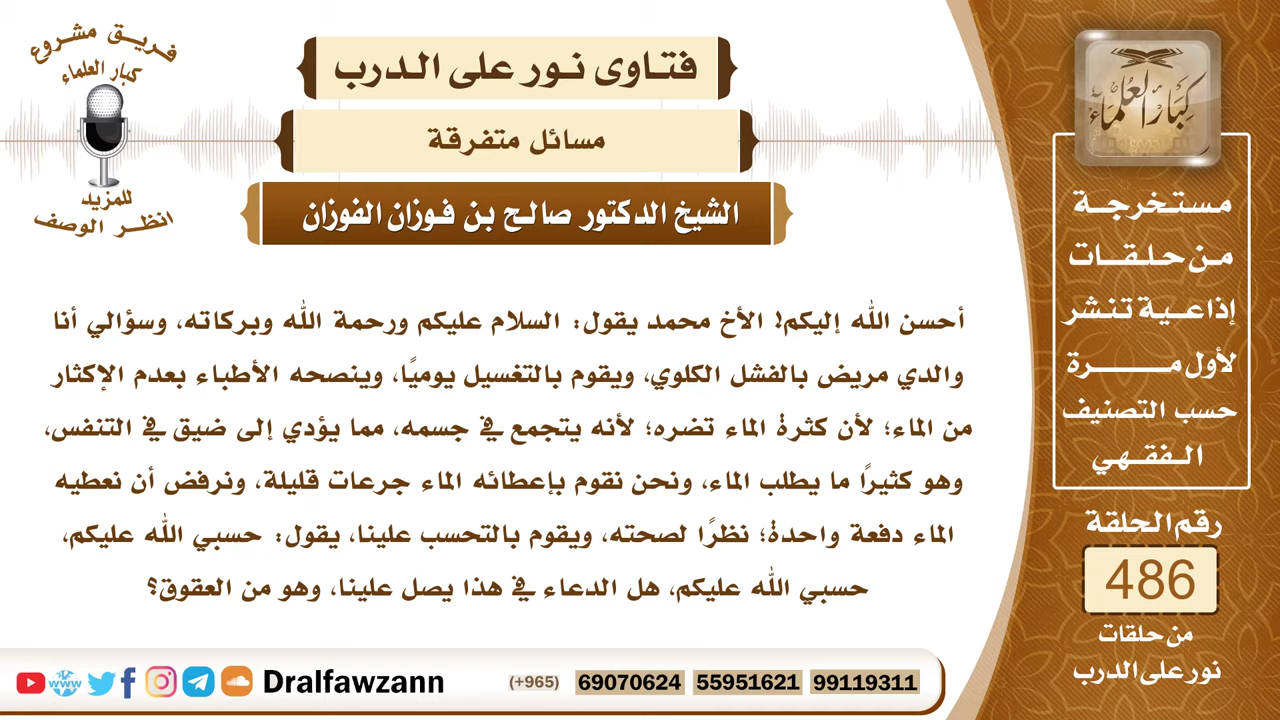 فتاوى نور على الدرب
مسائل متفرقة
الشيخ الدكتور صالح بن فوزان الفوزان
فريق مشروع
كبار العلماء
للمزيد
انظر الوصف
أحسن الله إليكم! الأخ محمد يقول: السلام عليكم ورحمة الله وبركاته، وسؤالي أنا
والدي مريض بالفشل الكلوي، ويقوم بالتغسيل يوميًا، وينصحه الأطباء بعدم الإكثار
من الماء؛ لأن كثرة الماء تضره؛ لأنه يتجمع في جسمه، مما يؤدي إلى ضيق في التنفس،
وهو كثيرًا ما يطلب الماء، ونحن نقوم بإعطائه الماء جرعات قليلة، ونرفض أن نعطيه
الماء دفعة واحدة؛ نظرًا لصحته، ويقوم بالتحسب علينا، يقول: حسبي الله عليكم،
حسبي الله عليكم، هل الدعاء في هذا يصل علينا، وهو من العقوق؟
كبار العلماء
مستخرجة
من حلقات
إذاعية تنشر
لأول مرة
حسب التصنيف
الفقهي
رقم الحلقة
486
من حلقات
نور على الدرب
Dralfawzann (+965) 69070624 55951621 99119311